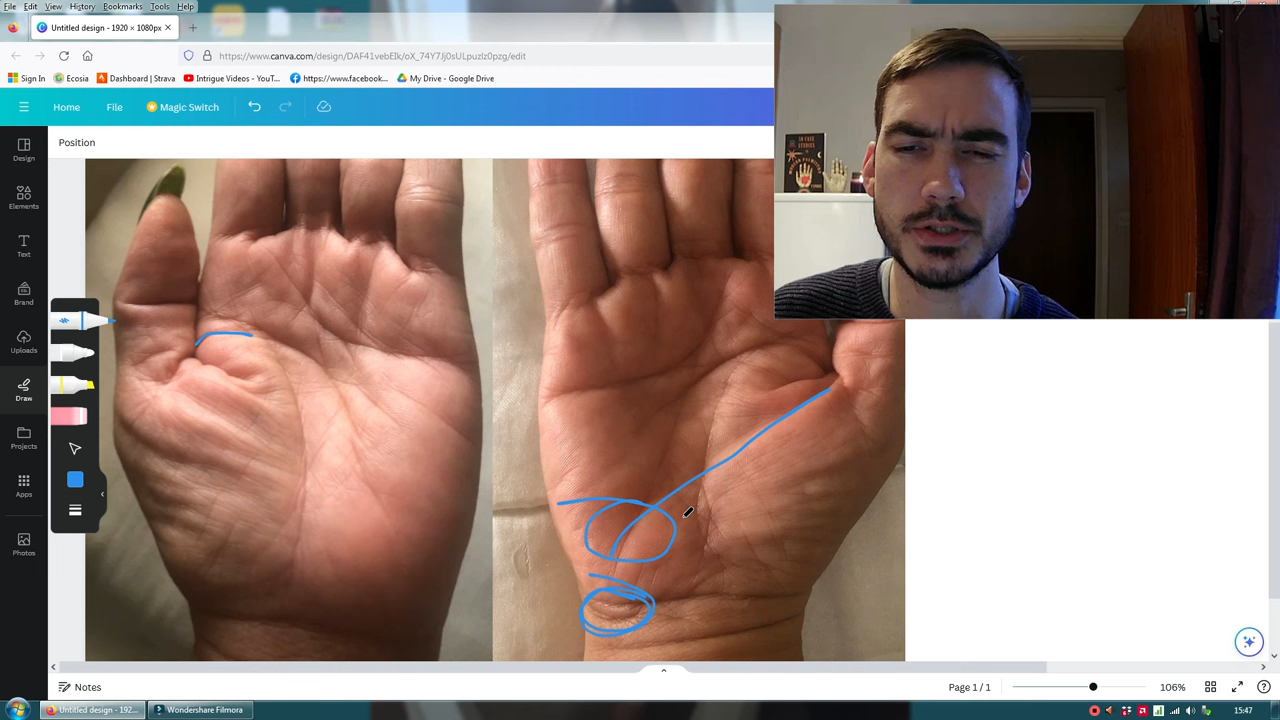 File Edit View History Bookmarks Tools Help
Untitled design - 1920 × 1080px
https://www.canva.com/design/DAF41vebEIk/oX_74Y7Jj0sULpuzlz0pzg/edit
Sign In Ecosia Dashboard | Strava Intrigue Videos - YouT... https://www.facebook... My Drive - Google Drive
Home File Magic Switch
Position
Design
Elements
Text
Brand
Uploads
Draw
Projects
Apps
Photos
Notes
Page 1 / 1
106%
Untitled design - 192...
Wondershare Filmora
15:47